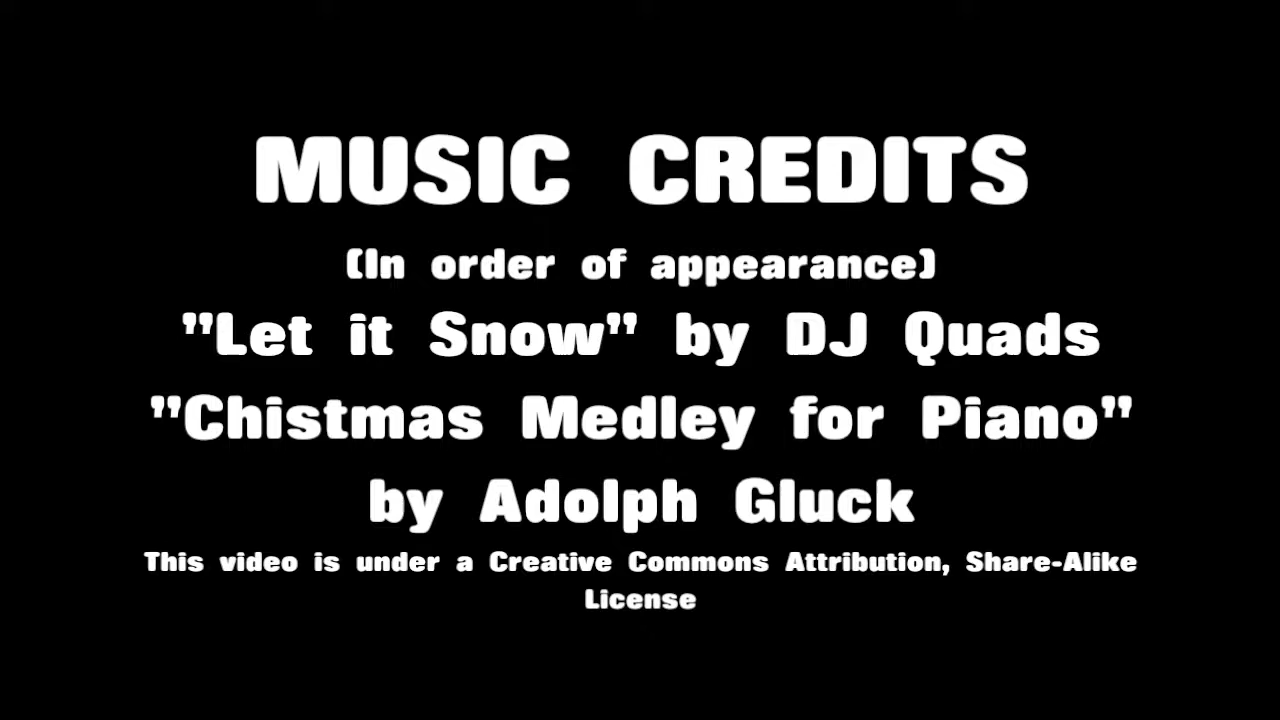 MUSIC CREDITS
(In order of appearance)
"Let it Snow" by DJ Quads
"Chistmas Medley for Piano"
by Adolph Gluck
This video is under a Creative Commons Attribution, Share-Alike
License